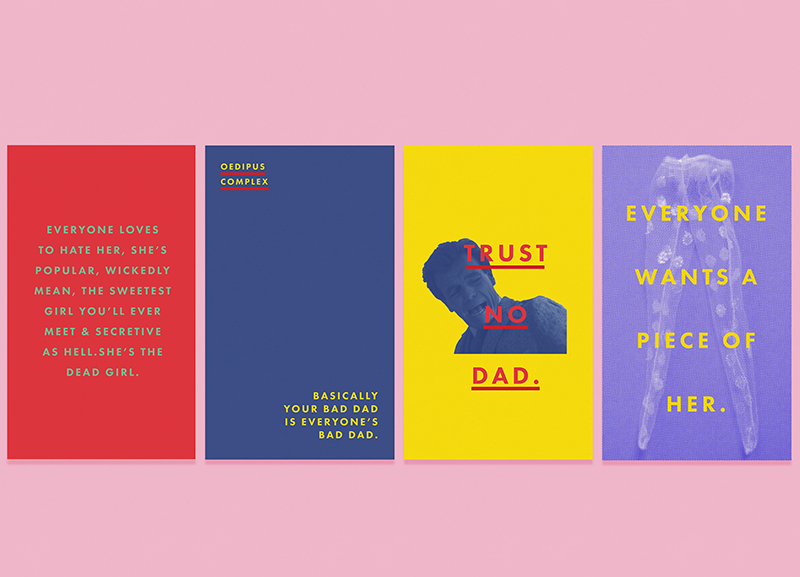 EVERYONE LOVES
TO HATE HER, SHE'S
POPULAR, WICKEDLY
MEAN, THE SWEETEST
GIRL YOU'LL EVER
MEET & SECRETIVE
AS HELL.SHE'S THE
DEAD GIRL.
OEDIPUS
COMPLEX
BASICALLY
YOUR BAD DAD
IS EVERYONE'S
BAD DAD.
TRUST
NO
DAD.
EVERYONE
WANTS A
PIECE OF
HER.